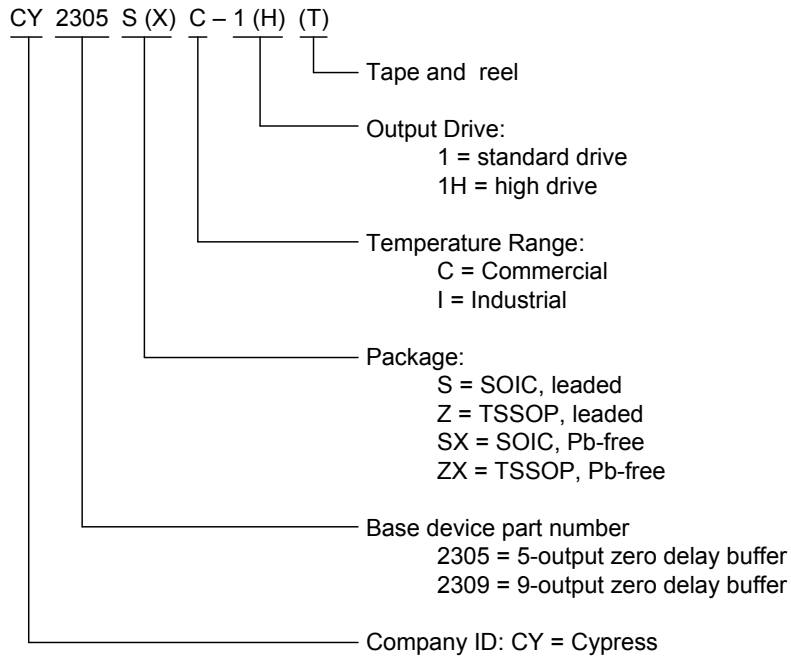 CY 2305 S (X) C – 1 (H) (T)
Tape and reel
Output Drive:
1 = standard drive
1H = high drive
Temperature Range:
C = Commercial
I = Industrial
Package:
S = SOIC, leaded
Z = TSSOP, leaded
SX = SOIC, Pb-free
ZX = TSSOP, Pb-free
Base device part number
2305 = 5-output zero delay buffer
2309 = 9-output zero delay buffer
Company ID: CY = Cypress